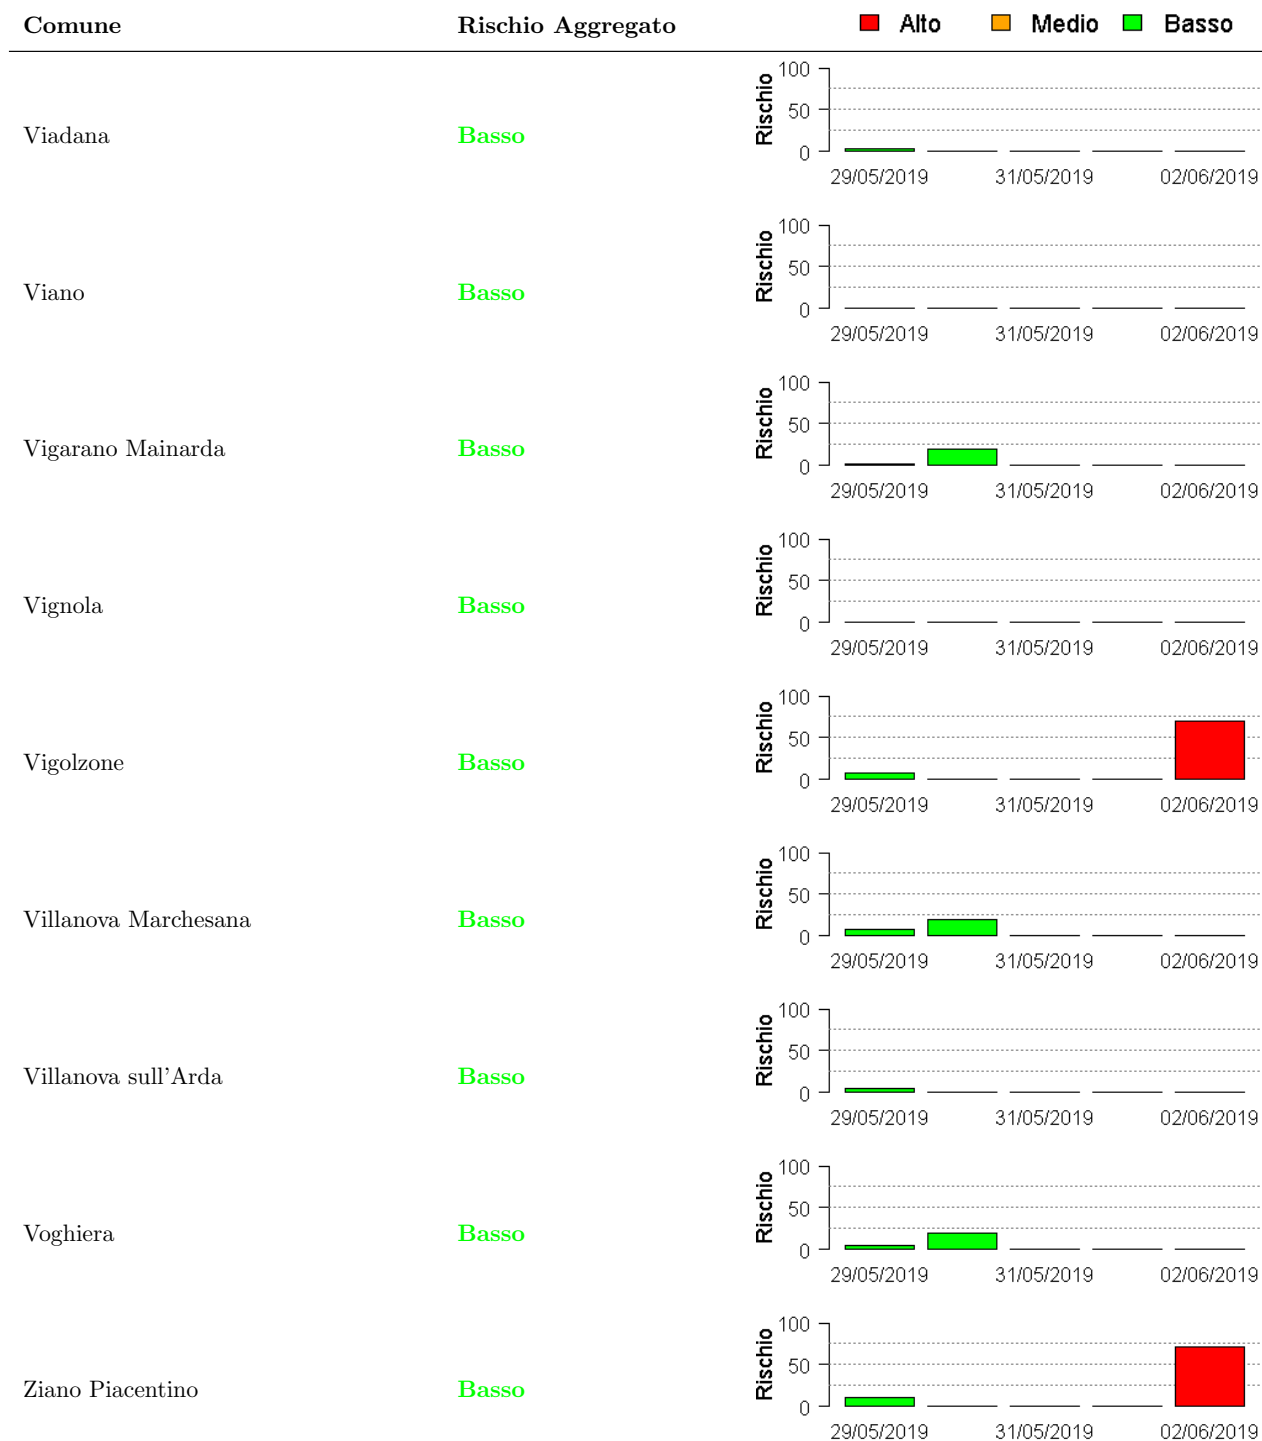 Comune Rischio Aggregato Alto Medio Basso
Viadana Basso Rischio 100 50 0
29/05/2019 31/05/2019 02/06/2019
Viano Basso Rischio 100 50 0
29/05/2019 31/05/2019 02/06/2019
Vigarano Mainarda Basso Rischio 100 50 0
29/05/2019 31/05/2019 02/06/2019
Vignola Basso Rischio 100 50 0
29/05/2019 31/05/2019 02/06/2019
Vigolzone Basso Rischio 100 50 0
29/05/2019 31/05/2019 02/06/2019
Villanova Marchesana Basso Rischio 100 50 0
29/05/2019 31/05/2019 02/06/2019
Villanova sull'Arda Basso Rischio 100 50 0
29/05/2019 31/05/2019 02/06/2019
Voghiera Basso Rischio 100 50 0
29/05/2019 31/05/2019 02/06/2019
Ziano Piacentino Basso Rischio 100 50 0
29/05/2019 31/05/2019 02/06/2019